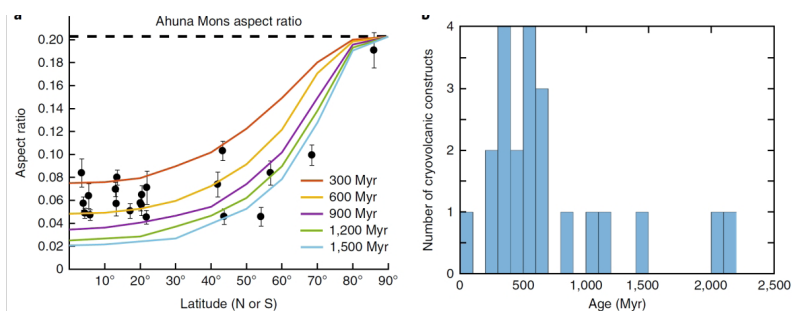 a
Ahuna Mons aspect ratio
Aspect ratio
0.20
0.18
0.16
0.14
0.12
0.10
0.08
0.06
0.04
0.02
0
300 Myr
600 Myr
900 Myr
1,200 Myr
1,500 Myr
10° 20° 30° 40° 50° 60° 70° 80° 90°
Latitude (N or S)
b
Number of cryovolcanic constructs
4
3
2
1
0
0 500 1,000 1,500 2,000 2,500
Age (Myr)